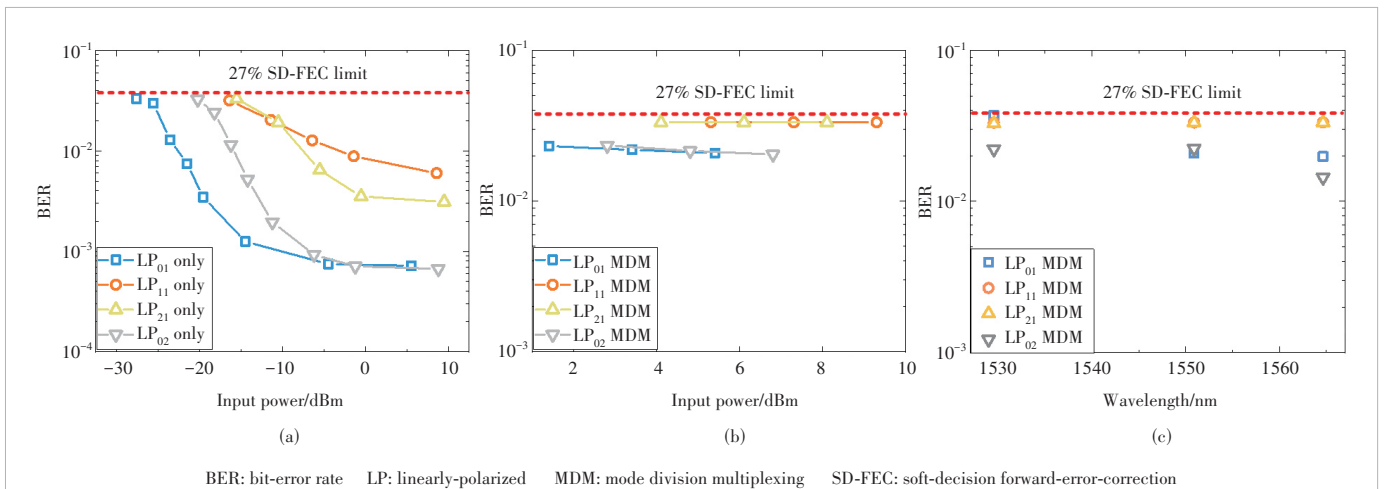 10⁻¹
10⁻²
10⁻³
10⁻⁴
BER
27% SD-FEC limit
LP₀₁ only
LP₁₁ only
LP₂₁ only
LP₀₂ only
−30 −20 −10 0 10
Input power/dBm
(a)
10⁻¹
10⁻²
10⁻³
BER
27% SD-FEC limit
LP₀₁ MDM
LP₁₁ MDM
LP₂₁ MDM
LP₀₂ MDM
2 4 6 8 10
Input power/dBm
(b)
10⁻¹
10⁻²
10⁻³
BER
27% SD-FEC limit
LP₀₁ MDM
LP₁₁ MDM
LP₂₁ MDM
LP₀₂ MDM
1530 1540 1550 1560
Wavelength/nm
(c)
BER: bit-error rate LP: linearly-polarized MDM: mode division multiplexing SD-FEC: soft-decision forward-error-correction